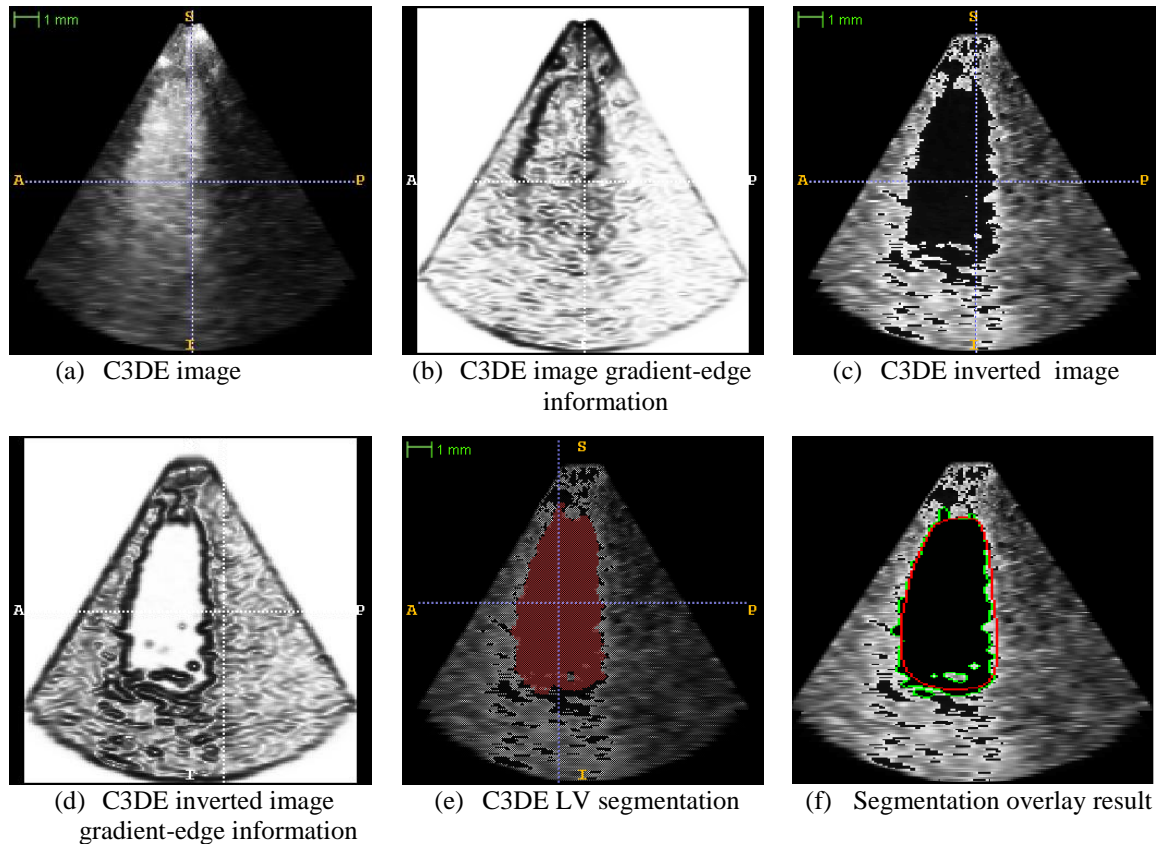 1 mm
S
A
P
I
(a) C3DE image
A
P
I
(b) C3DE image gradient-edge
information
1 mm
S
A
P
I
(c) C3DE inverted image
A
P
I
(d) C3DE inverted image
gradient-edge information
1 mm
S
A
P
I
(e) C3DE LV segmentation
(f) Segmentation overlay result